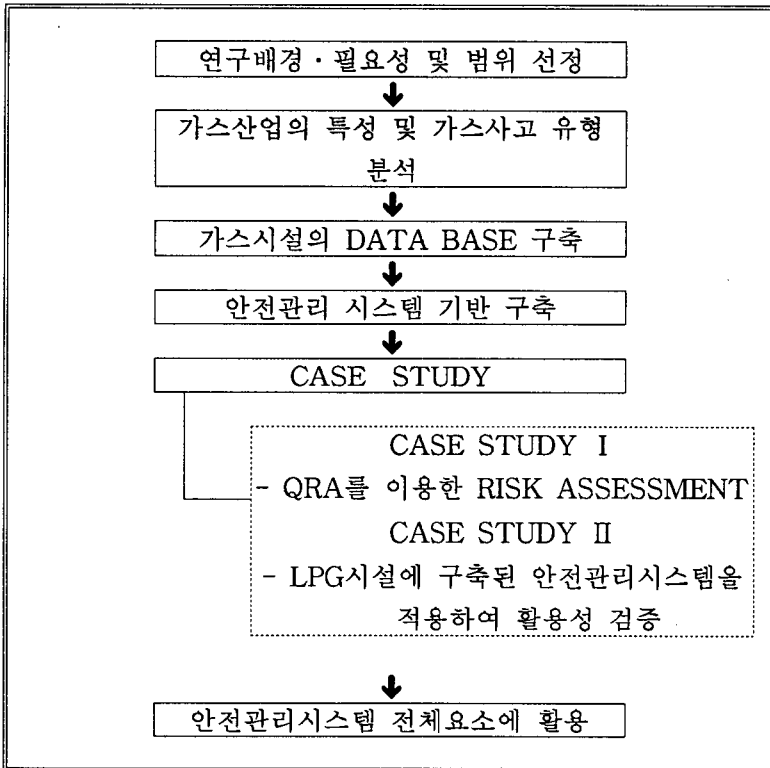 연구배경·필요성 및 범위 선정
가스산업의 특성 및 가스사고 유형
분석
가스시설의 DATA BASE 구축
안전관리 시스템 기반 구축
CASE STUDY
CASE STUDY Ⅰ
- QRA를 이용한 RISK ASSESSMENT
CASE STUDY Ⅱ
- LPG시설에 구축된 안전관리시스템을
적용하여 활용성 검증
안전관리시스템 전체요소에 활용